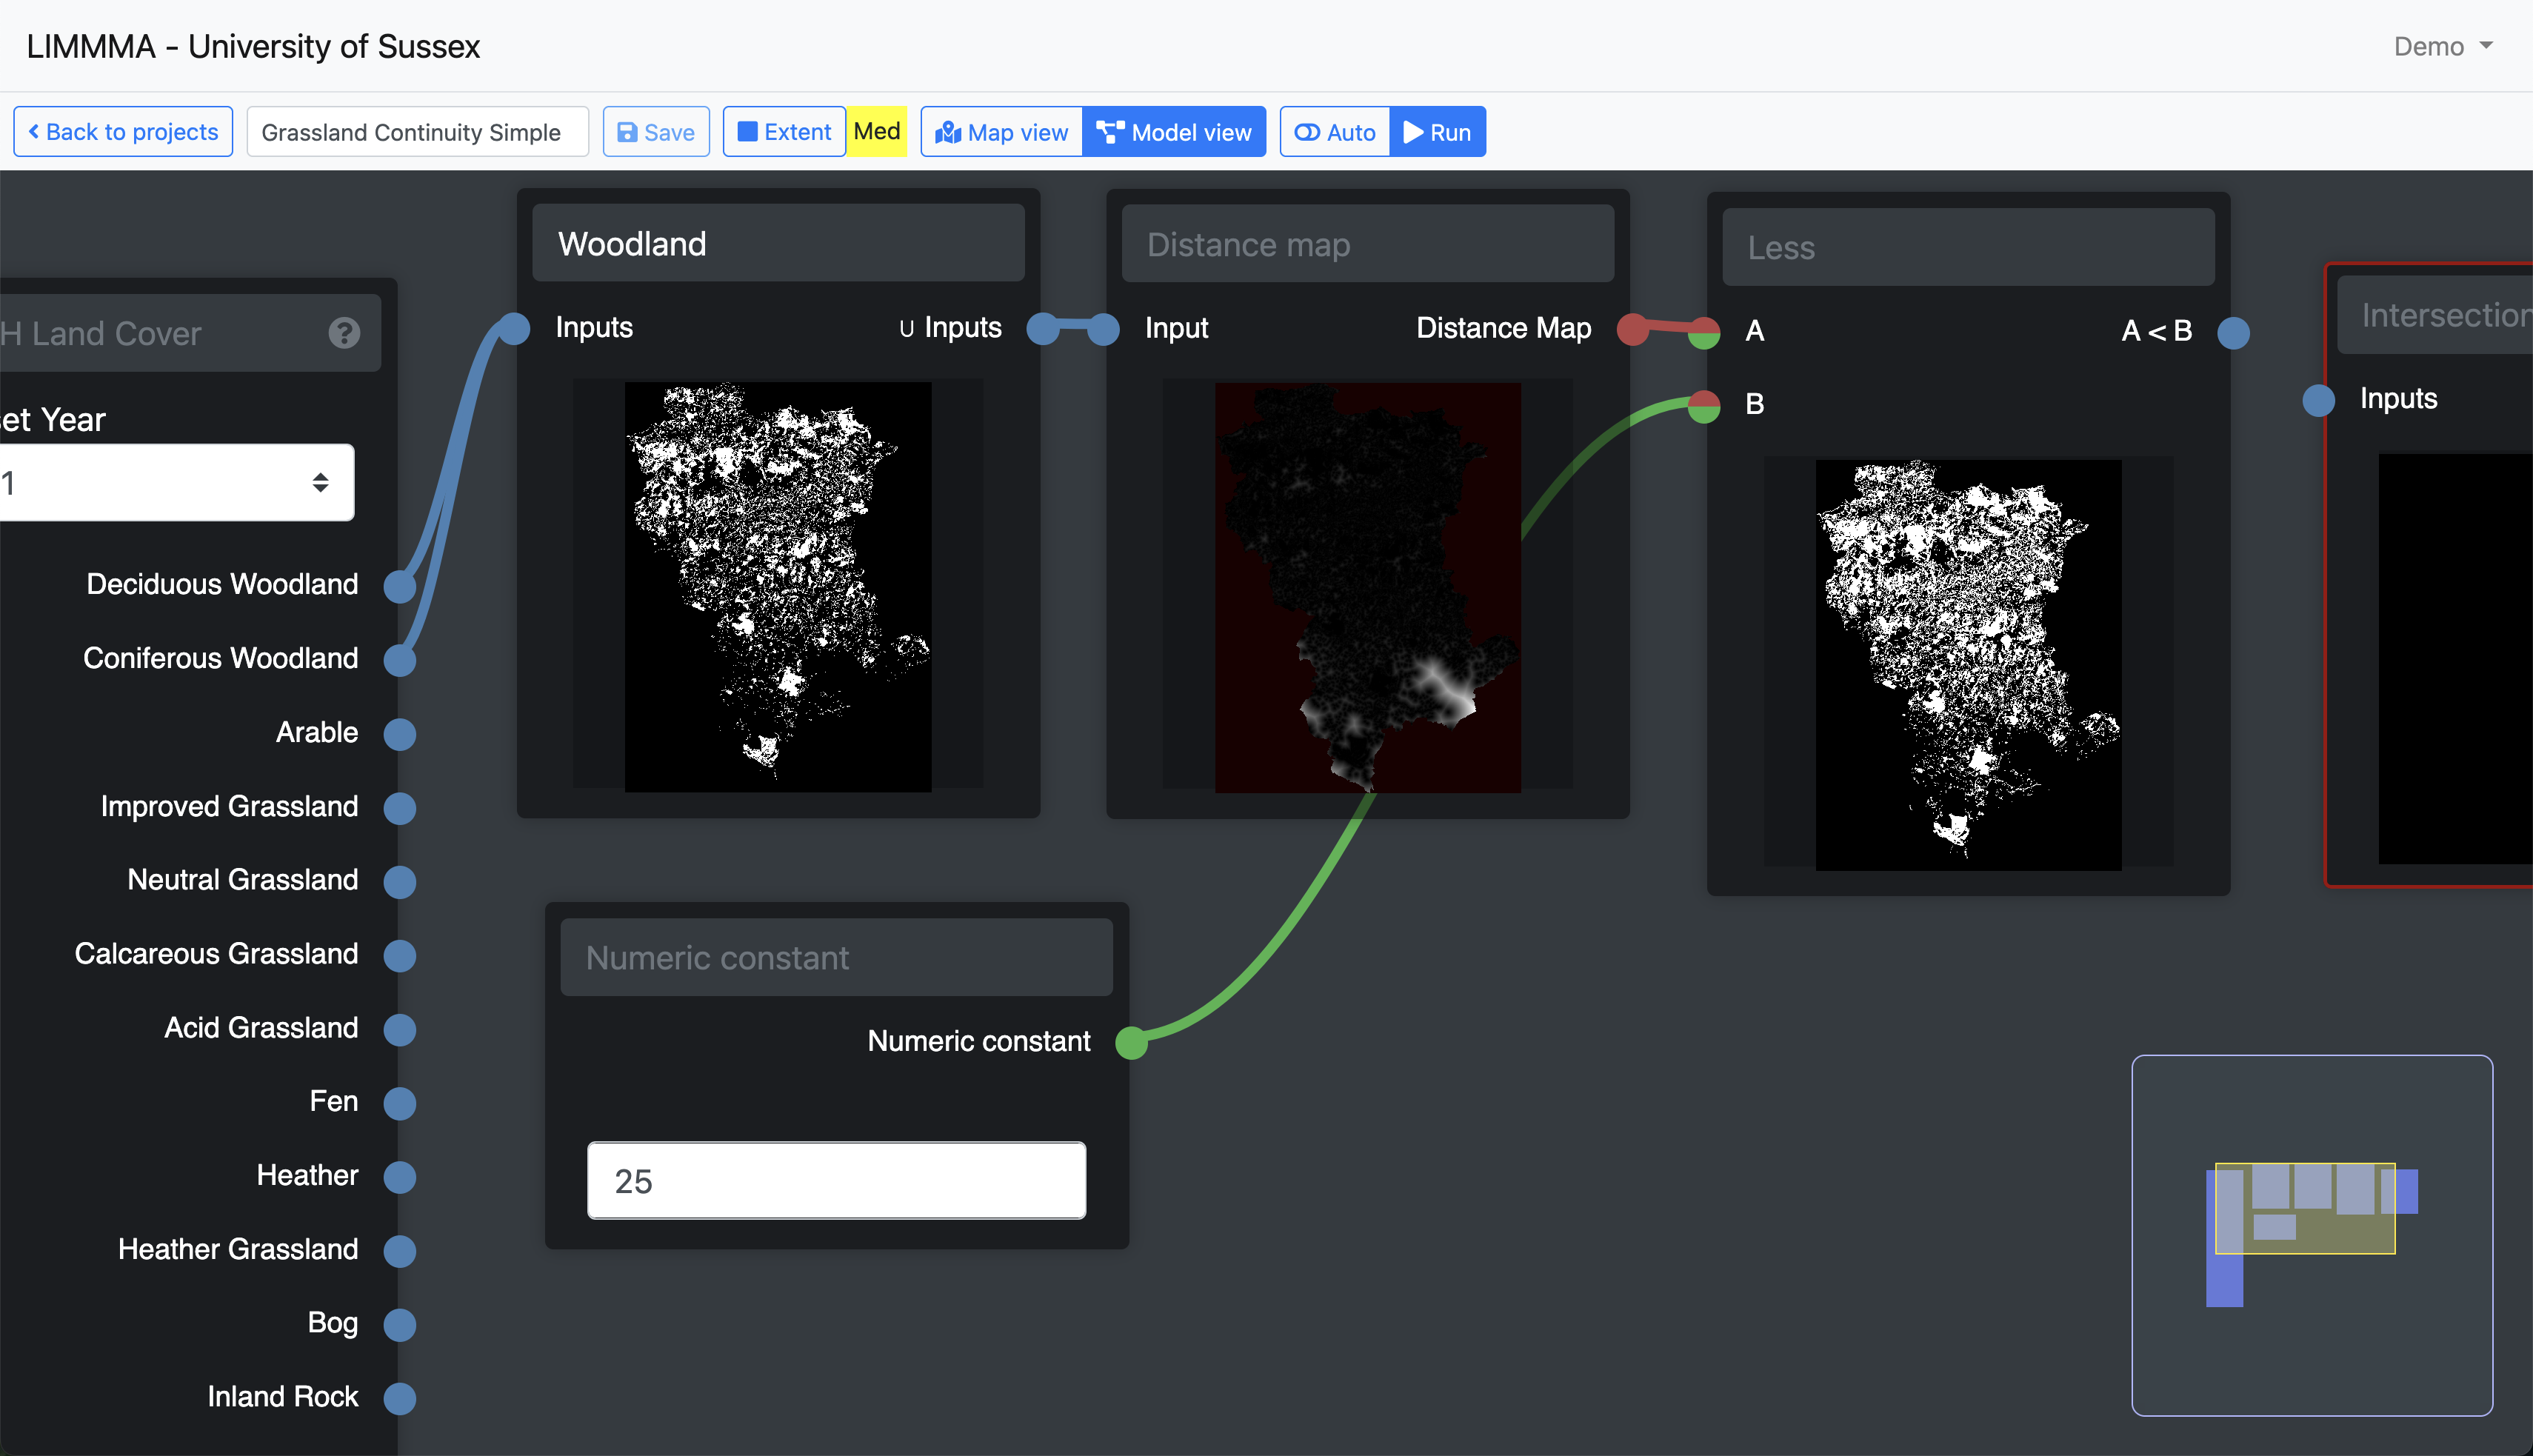 LIMMMA - University of Sussex
Demo
Back to projects
Grassland Continuity Simple
Save
Extent
Med
Map view
Model view
Auto
Run
H Land Cover
?
et Year
1
Deciduous Woodland
Coniferous Woodland
Arable
Improved Grassland
Neutral Grassland
Calcareous Grassland
Acid Grassland
Fen
Heather
Heather Grassland
Bog
Inland Rock
Woodland
Inputs
∪ Inputs
Distance map
Input
Distance Map
Less
A
A < B
B
Intersection
Inputs
Numeric constant
Numeric constant
25